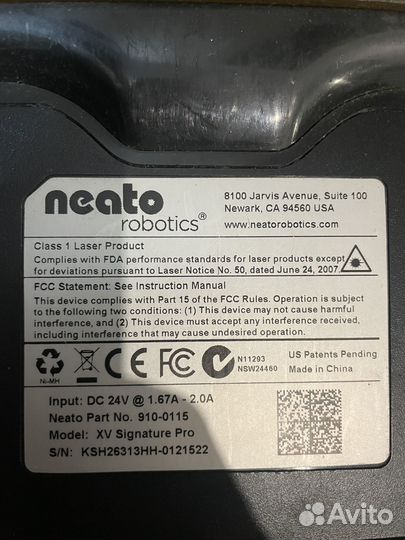 neato
robotics®
8100 Jarvis Avenue, Suite 100
Newark, CA 94560 USA
www.neatorobotics.com
Class 1 Laser Product
Complies with FDA performance standards for laser products except
for deviations pursuant to Laser Notice No. 50, dated June 24, 2007.
FCC Statement: See Instruction Manual
This device complies with Part 15 of the FCC Rules. Operation is subject
to the following two conditions: (1) This device may not cause harmful
interference, and (2) This device must accept any interference received,
including interference that may cause undesired operation.
Ni-MH
CE
FC
N
N11293
NSW24460
US Patents Pending
Made in China
Input: DC 24V @ 1.67A - 2.0A
Neato Part No. 910-0115
Model: XV Signature Pro
S/N: KSH26313HH-0121522
Avito